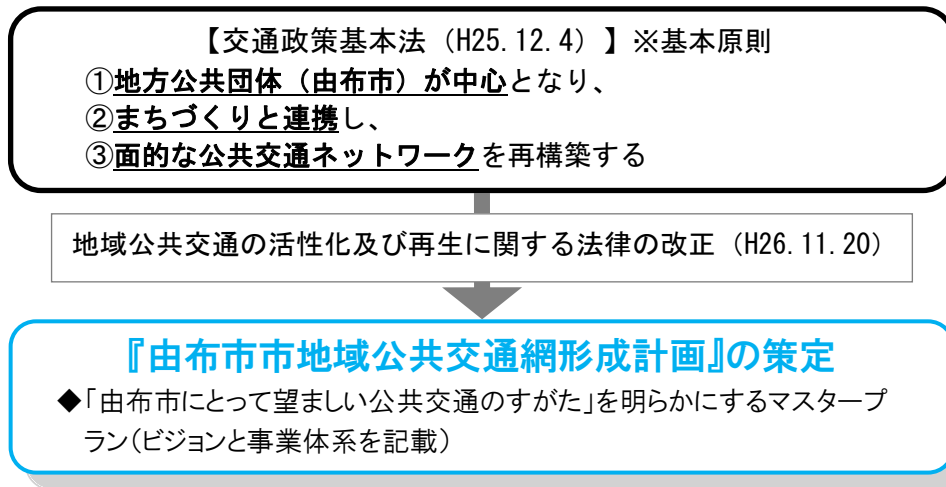 【交通政策基本法（H25.12.4）】※基本原則
①地方公共団体（由布市）が中心となり、
②まちづくりと連携し、
③面的な公共交通ネットワークを再構築する
地域公共交通の活性化及び再生に関する法律の改正（H26.11.20）
『由布市市地域公共交通網形成計画』の策定
◆「由布市にとって望ましい公共交通のすがた」を明らかにするマスタープ
ラン（ビジョンと事業体系を記載）